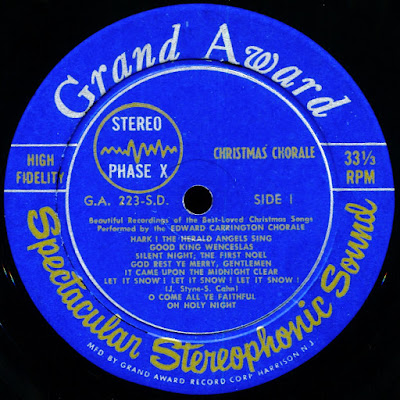 Grand Award
STEREO
PHASE X
CHRISTMAS CHORALE
HIGH
FIDELITY
33⅓
RPM
G.A. 223-S.D.
SIDE 1
Beautiful Recordings of the Best-Loved Christmas Songs
Performed by the EDWARD CARRINGTON CHORALE
HARK! THE HERALD ANGELS SING
GOOD KING WENCESLAS
SILENT NIGHT; THE FIRST NOEL
GOD REST YE MERRY, GENTLEMEN
IT CAME UPON THE MIDNIGHT CLEAR
LET IT SNOW! LET IT SNOW! LET IT SNOW!
(J. Styne-S. Cahn)
O COME ALL YE FAITHFUL
OH HOLY NIGHT
Spectacular Stereophonic Sound
MFD BY GRAND AWARD RECORD CORP HARRISON N J